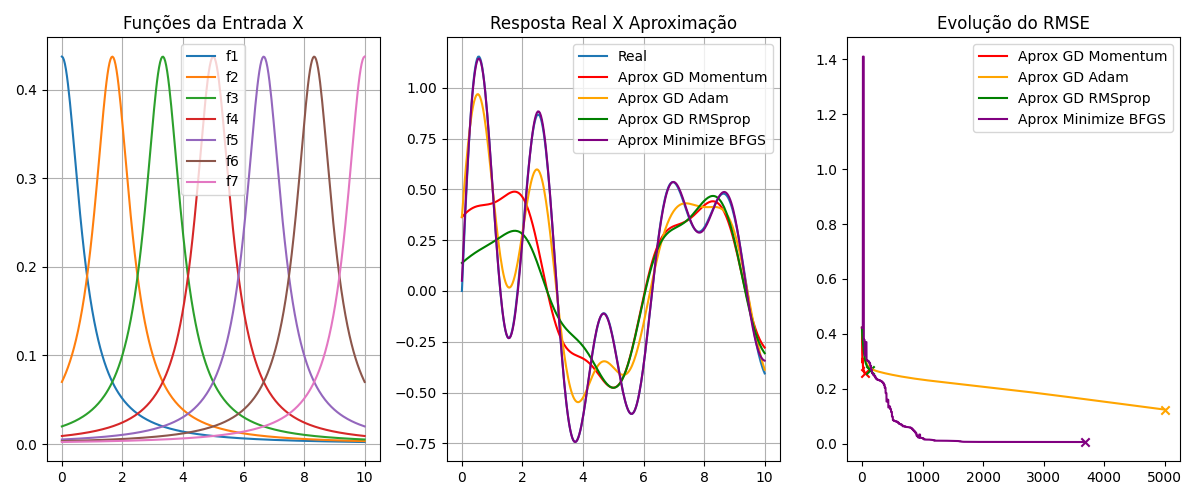 Funções da Entrada X
f1
f2
f3
f4
f5
f6
f7
0.4
0.3
0.2
0.1
0.0
0 2 4 6 8 10
Resposta Real X Aproximação
Real
Aprox GD Momentum
Aprox GD Adam
Aprox GD RMSprop
Aprox Minimize BFGS
1.00
0.75
0.50
0.25
0.00
−0.25
−0.50
−0.75
0 2 4 6 8 10
Evolução do RMSE
Aprox GD Momentum
Aprox GD Adam
Aprox GD RMSprop
Aprox Minimize BFGS
1.4
1.2
1.0
0.8
0.6
0.4
0.2
0.0
0 1000 2000 3000 4000 5000